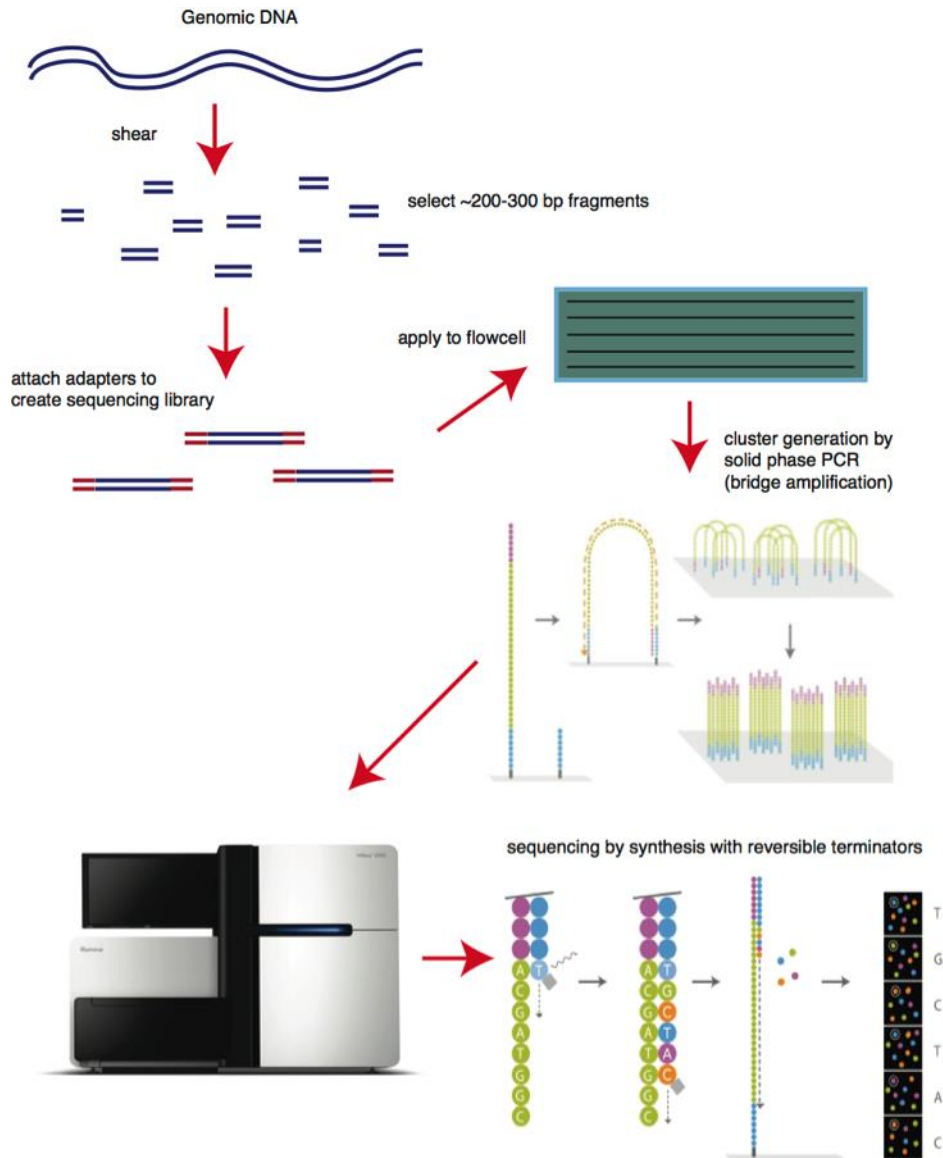 Genomic DNA
shear
select ~200-300 bp fragments
apply to flowcell
attach adapters to
create sequencing library
cluster generation by
solid phase PCR
(bridge amplification)
sequencing by synthesis with reversible terminators
illumina
A T
C
G
A
T
G
G
C
A T
C G
G C
A T
T A
G C
G
C
T
G
C
T
A
C